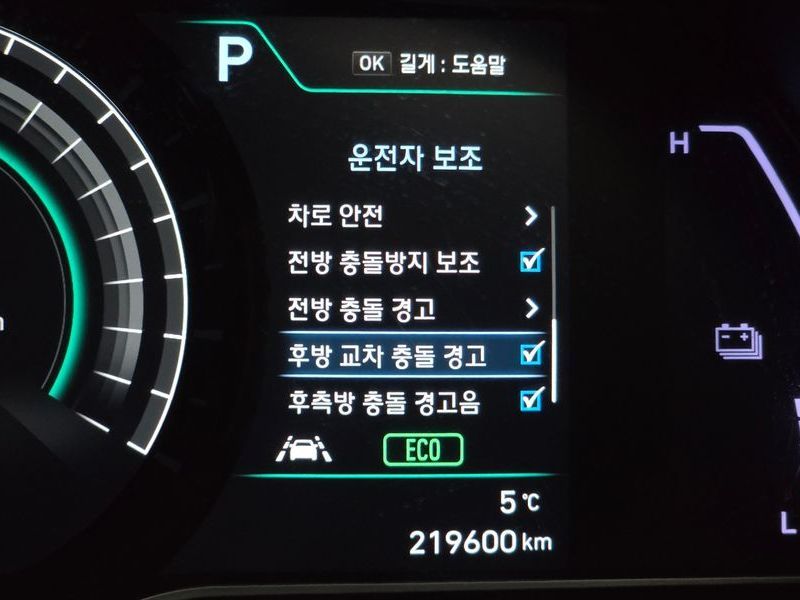 P
OK 길게 : 도움말
운전자 보조
차로 안전
전방 충돌방지 보조
전방 충돌 경고
후방 교차 충돌 경고
후측방 충돌 경고음
ECO
5 ℃
219600 km
H
L